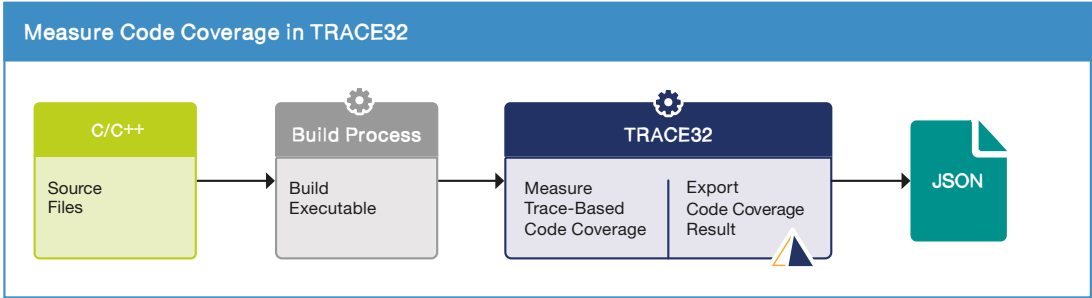 Measure Code Coverage in TRACE32
C/C++
Source
Files
Build Process
Build
Executable
TRACE32
Measure
Trace-Based
Code Coverage
Export
Code Coverage
Result
JSON